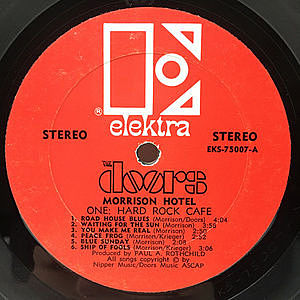 elektra
®
STEREO
STEREO
EKS-75007-A
THE
doors
MORRISON HOTEL
ONE: HARD ROCK CAFE
1. ROAD HOUSE BLUES (Morrison/Doors) 4:04
2. WAITING FOR THE SUN (Morrison) 3:58
3. YOU MAKE ME REAL (Morrison) 2:50
4. PEACE FROG (Morrison/Krieger) 2:52
5. BLUE SUNDAY (Morrison) 2:08
6. SHIP OF FOOLS (Morrison/Krieger) 3:06
Produced by PAUL A. ROTHCHILD
All songs copyright © by
Nipper Music/Doors Music ASCAP